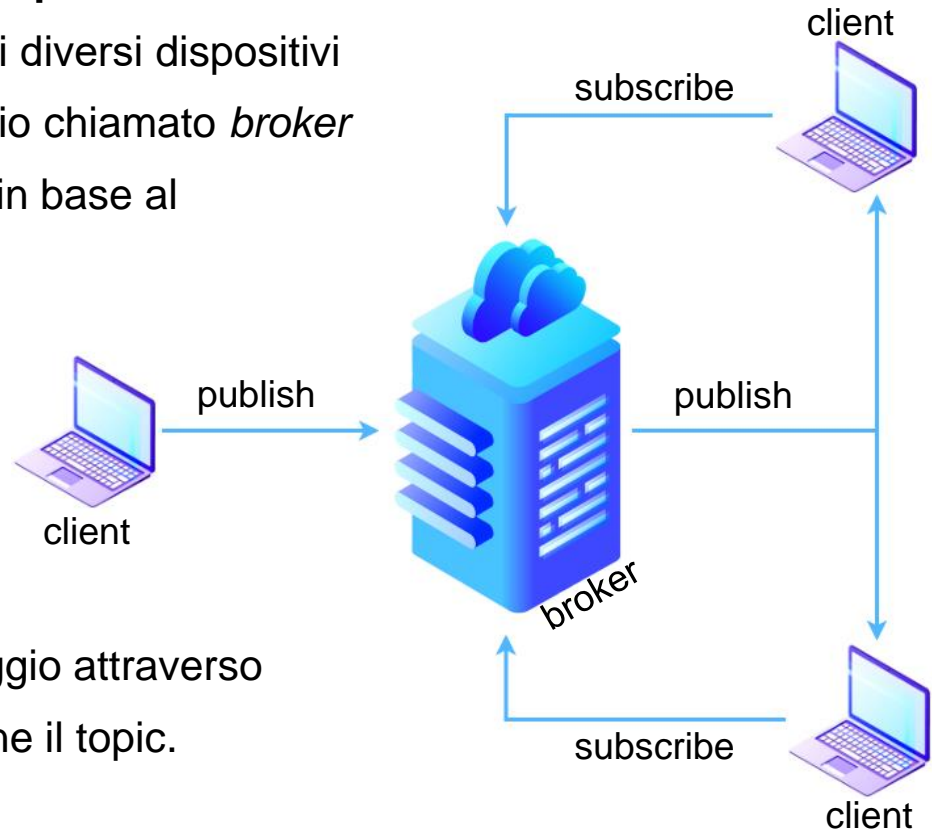 client
i diversi dispositivi
subscribe
io chiamato broker
in base al
publish
publish
client
broker
ggio attraverso
ne il topic.
subscribe
client